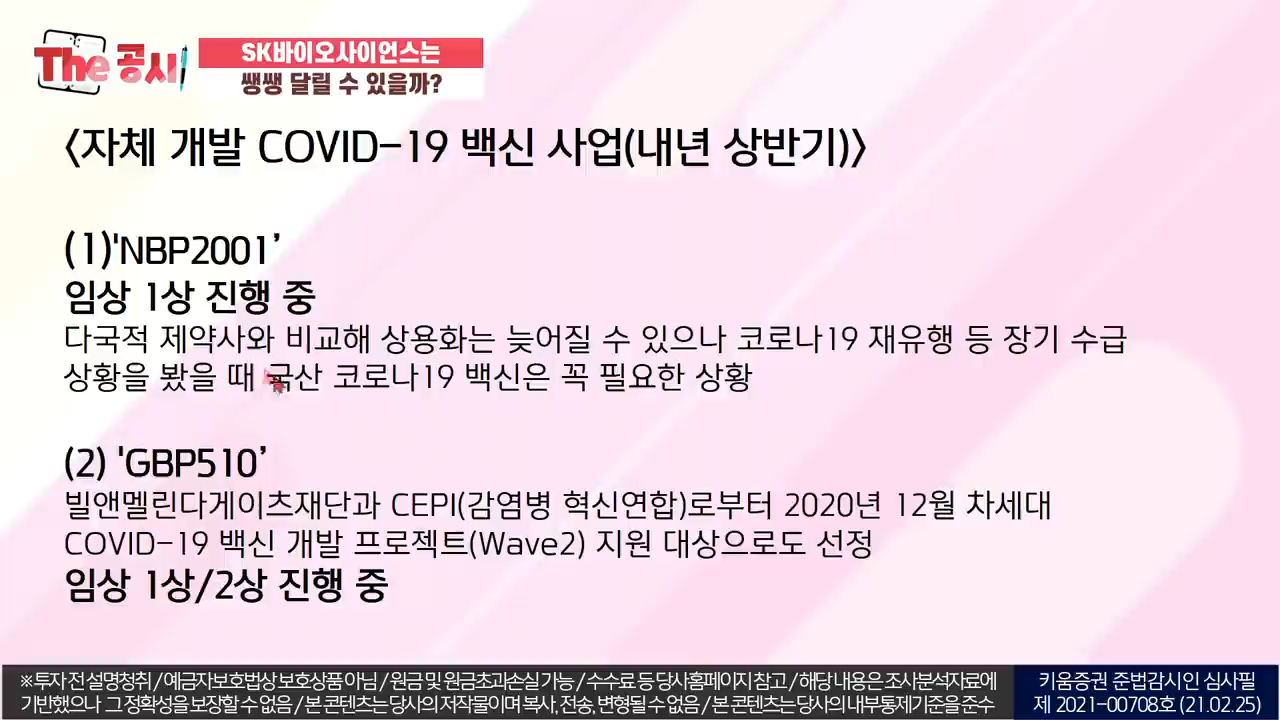 The 공시
SK바이오사이언스는
쌩쌩 달릴 수 있을까?
<자체 개발 COVID-19 백신 사업(내년 상반기)>
(1)'NBP2001’
임상 1상 진행 중
다국적 제약사와 비교해 상용화는 늦어질 수 있으나 코로나19 재유행 등 장기 수급
상황을 봤을 때 국산 코로나19 백신은 꼭 필요한 상황
(2) 'GBP510’
빌앤멜린다게이츠재단과 CEPI(감염병 혁신연합)로부터 2020년 12월 차세대
COVID-19 백신 개발 프로젝트(Wave2) 지원 대상으로도 선정
임상 1상/2상 진행 중
※투자 전 설명청취 / 예금자보호법상 보호상품 아님 / 원금 및 원금초과손실 가능 / 수수료 등 당사홈페이지 참고 / 해당 내용은 조사분석자료에
기반했으나 그 정확성을 보장할 수 없음 / 본 콘텐츠는 당사의 저작물이며 복사, 전송, 변형될 수 없음 / 본 콘텐츠는 당사의 내부통제기준을 준수
키움증권 준법감시인 심사필
제 2021-00708호 (21.02.25)